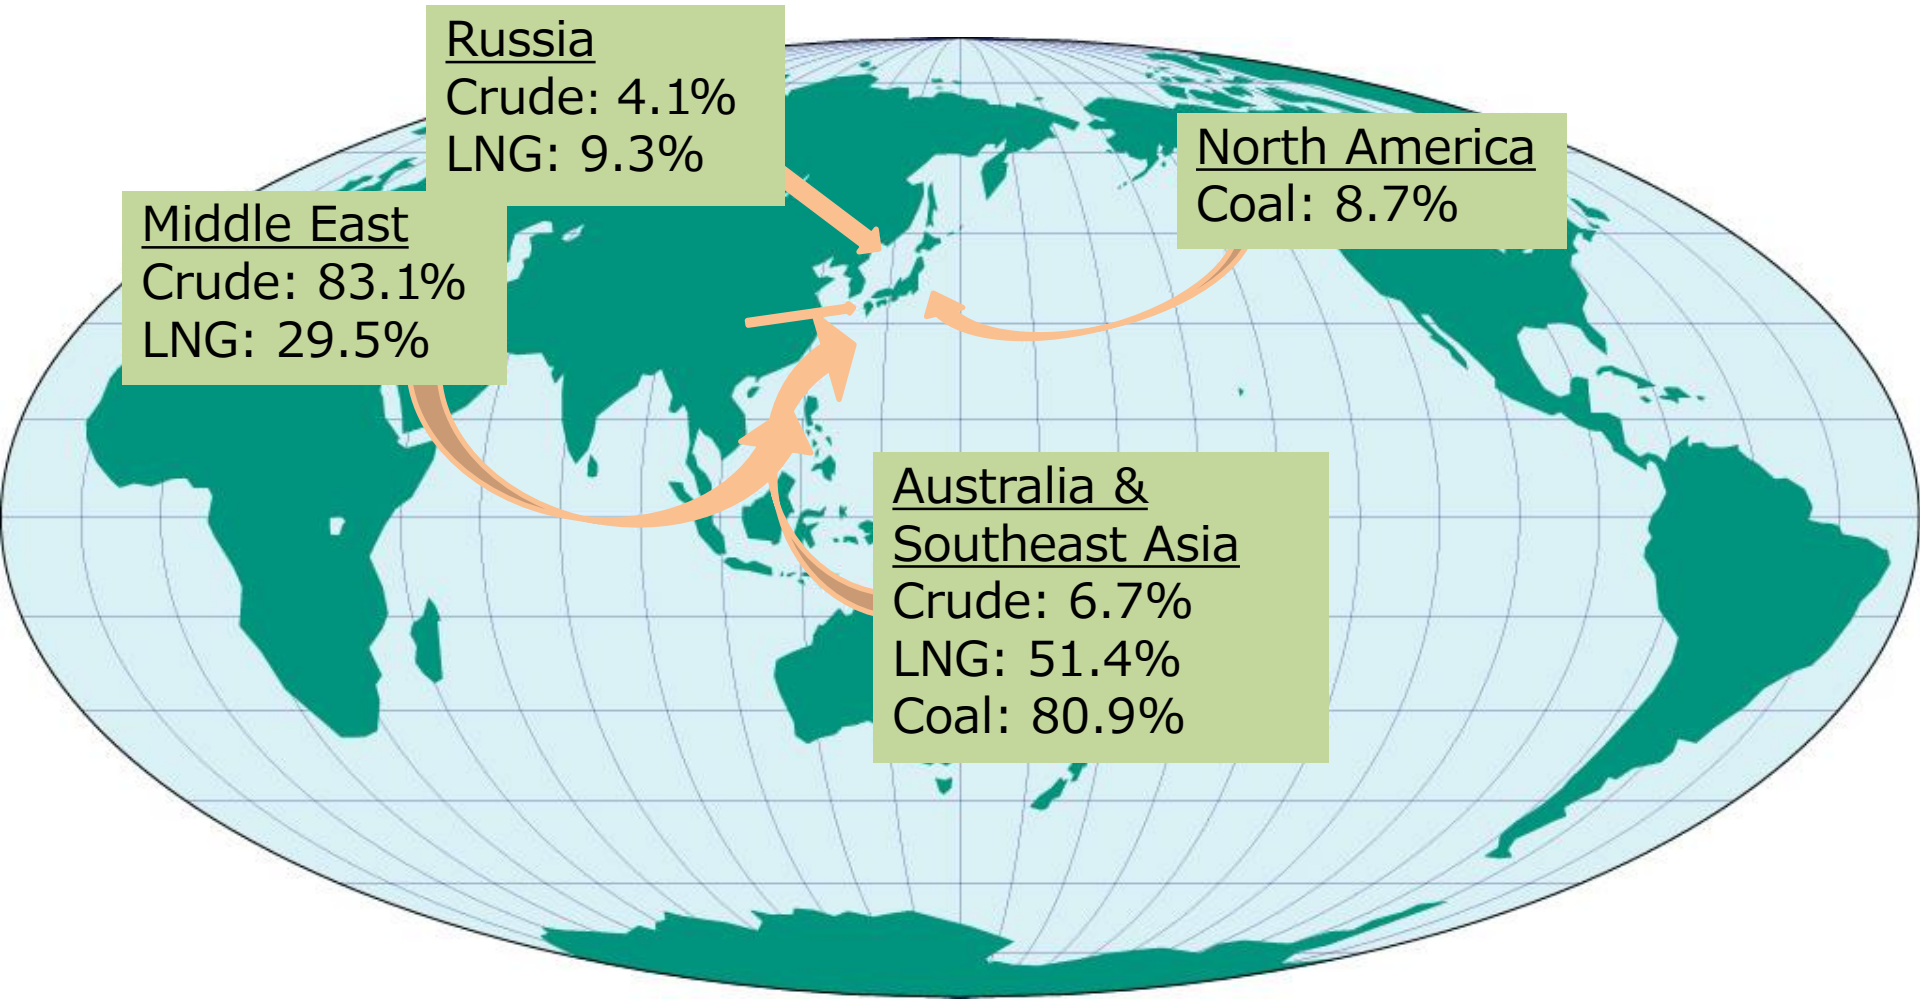 Russia
Crude: 4.1%
LNG: 9.3%
North America
Coal: 8.7%
Middle East
Crude: 83.1%
LNG: 29.5%
Australia &
Southeast Asia
Crude: 6.7%
LNG: 51.4%
Coal: 80.9%